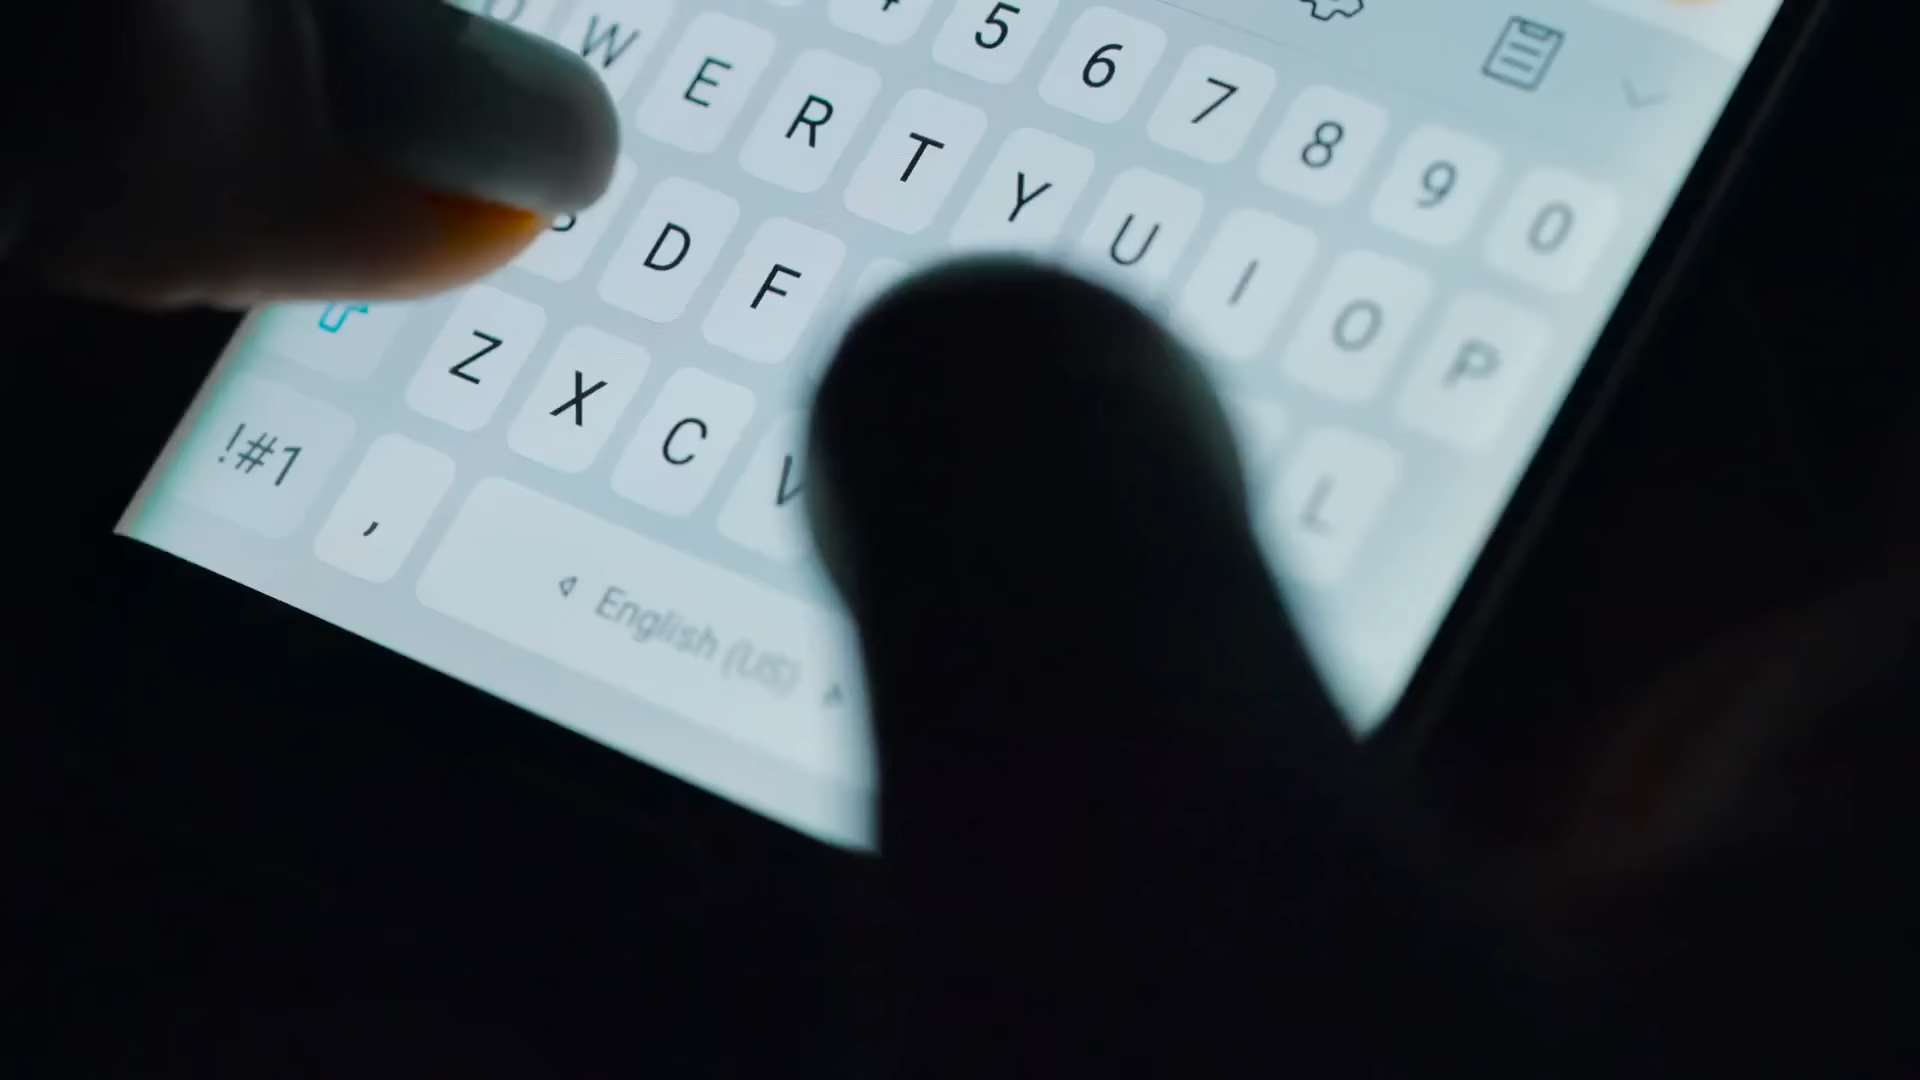 5 6 7 8 9 0
W E R T Y U I O P
S D F L
Z X C V
!#1 , English (US)